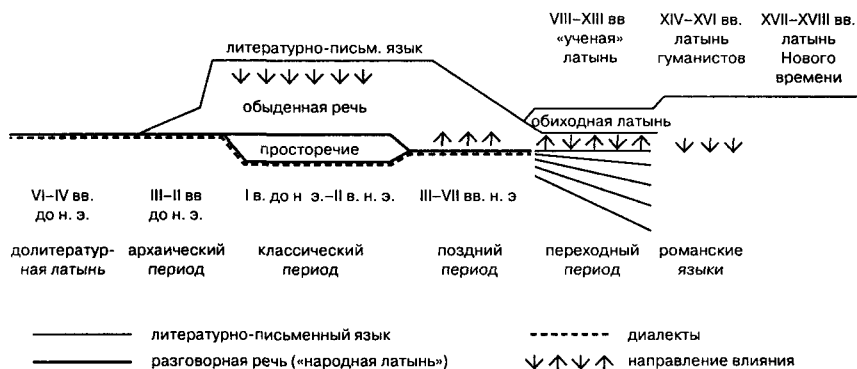 VIII–XIII вв
«ученая»
латынь
XIV–XVI вв.
латынь
гуманистов
XVII–XVIII вв.
латынь
Нового
времени
литературно-письм. язык
обыденная речь
обиходная латынь
просторечие
VI–IV вв.
до н. э.
III–II вв
до н. э.
I в. до н э.–II в. н. э.
III–VII вв. н. э
долитератур-
ная латынь
архаический
период
классический
период
поздний
период
переходный
период
романские
языки
литературно-письменный язык
диалекты
разговорная речь («народная латынь»)
направление влияния